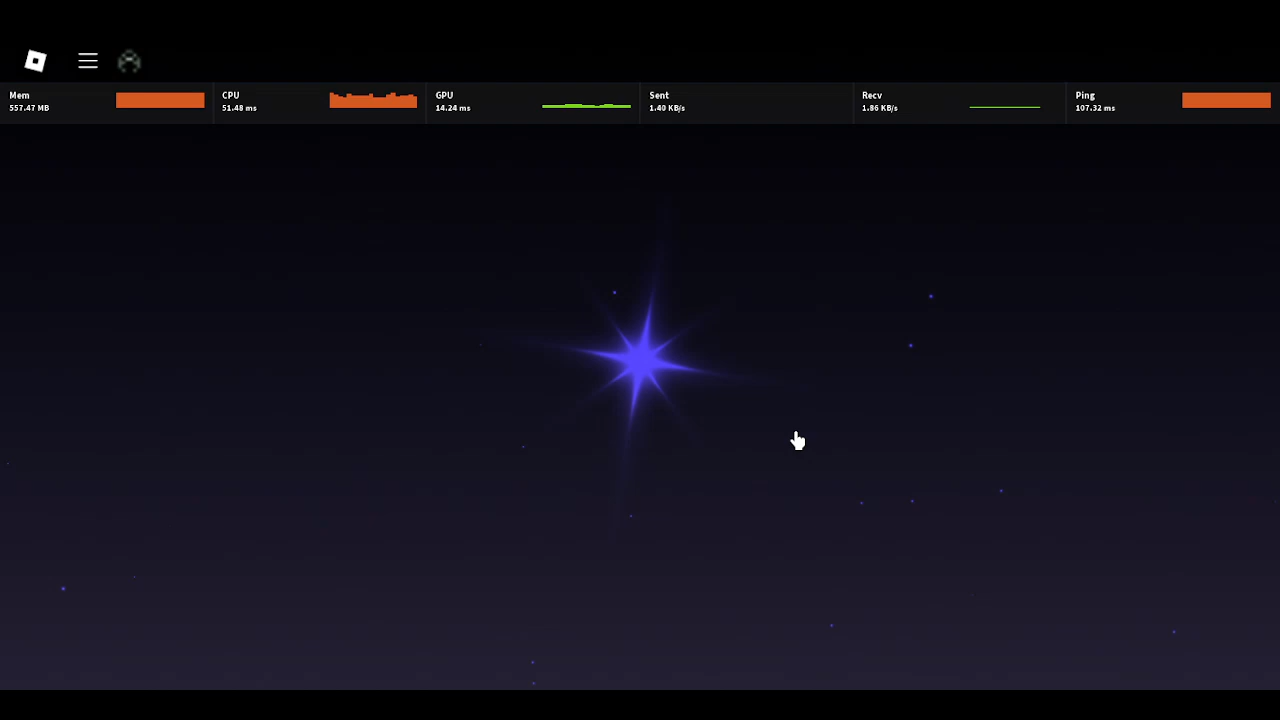 Mem CPU GPU Sent Recv Ping
557.47 MB 51.48 ms 14.24 ms 1.40 KB/s 1.86 KB/s 107.32 ms